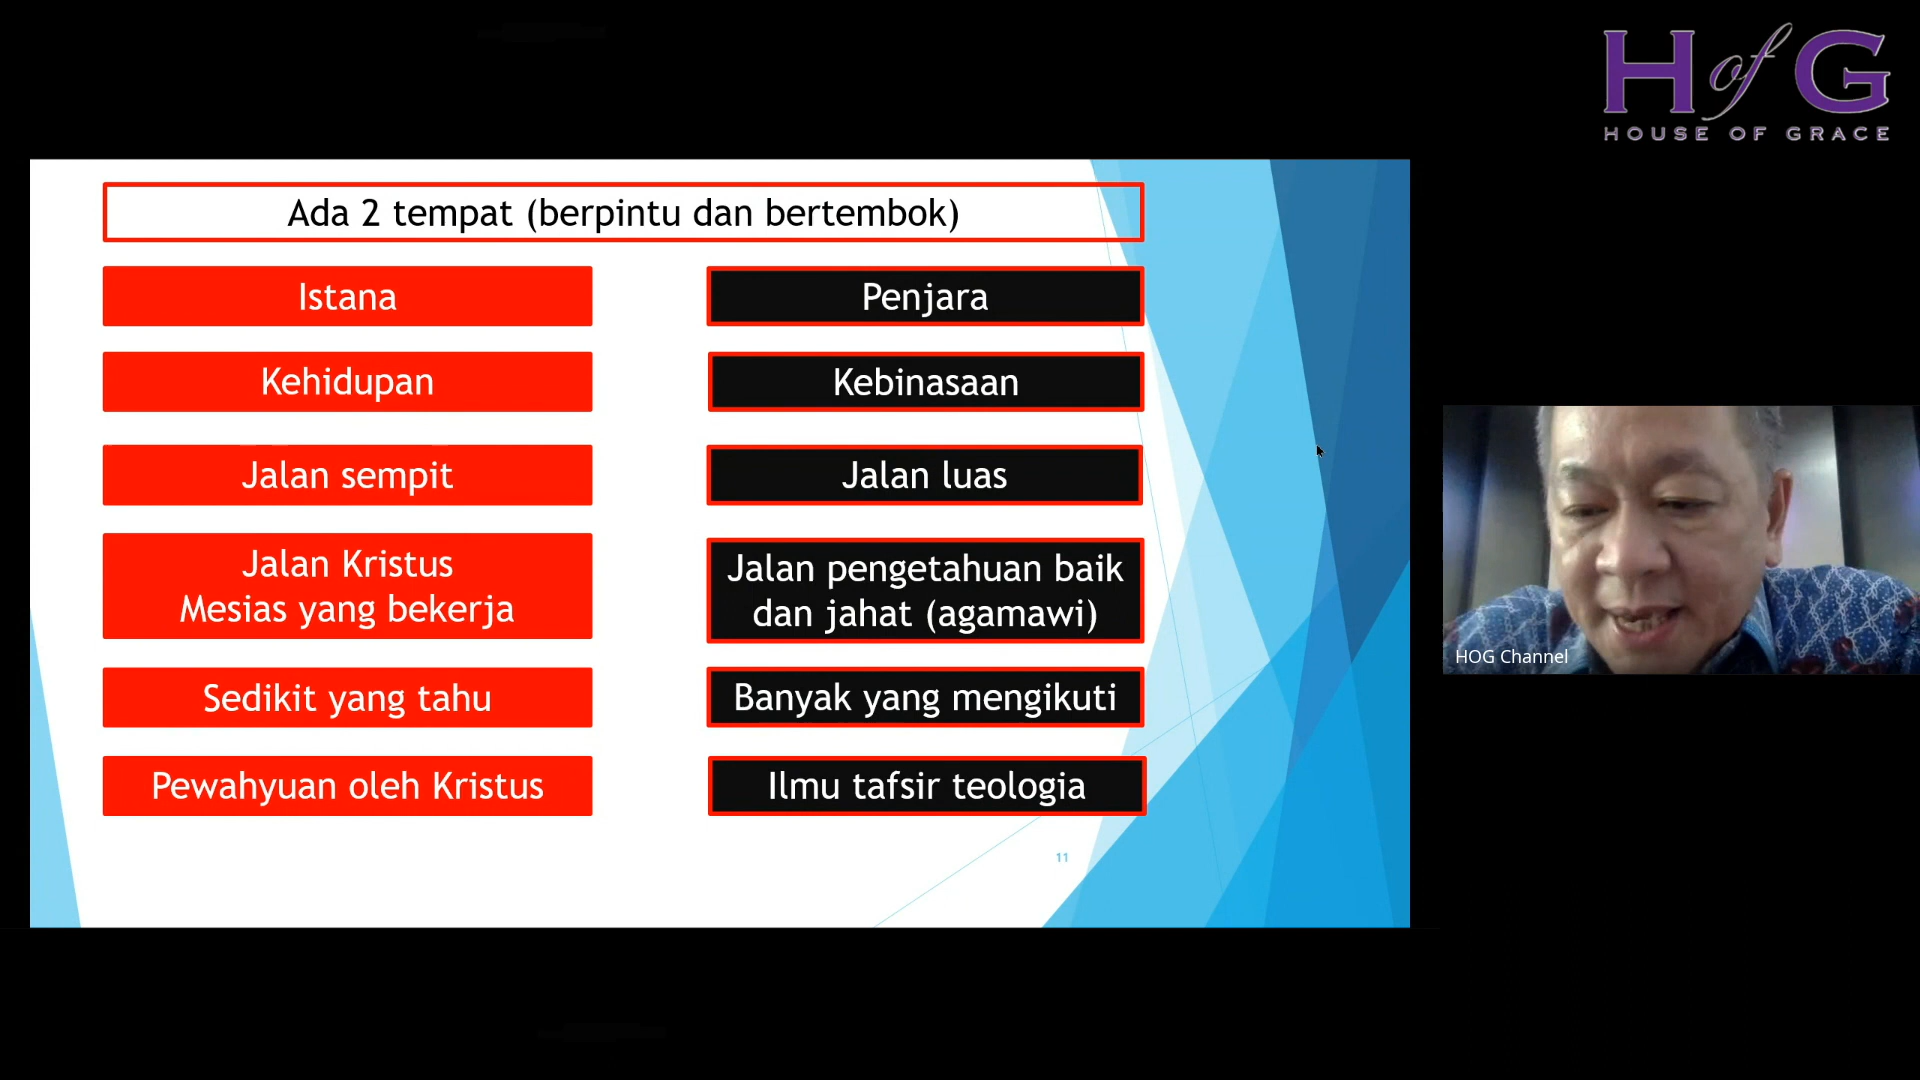 H of G
HOUSE OF GRACE
Ada 2 tempat (berpintu dan bertembok)
Istana
Penjara
Kehidupan
Kebinasaan
Jalan sempit
Jalan luas
Jalan Kristus
Mesias yang bekerja
Jalan pengetahuan baik
dan jahat (agamawi)
Sedikit yang tahu
Banyak yang mengikuti
Pewahyuan oleh Kristus
Ilmu tafsir teologia
11
HOG Channel